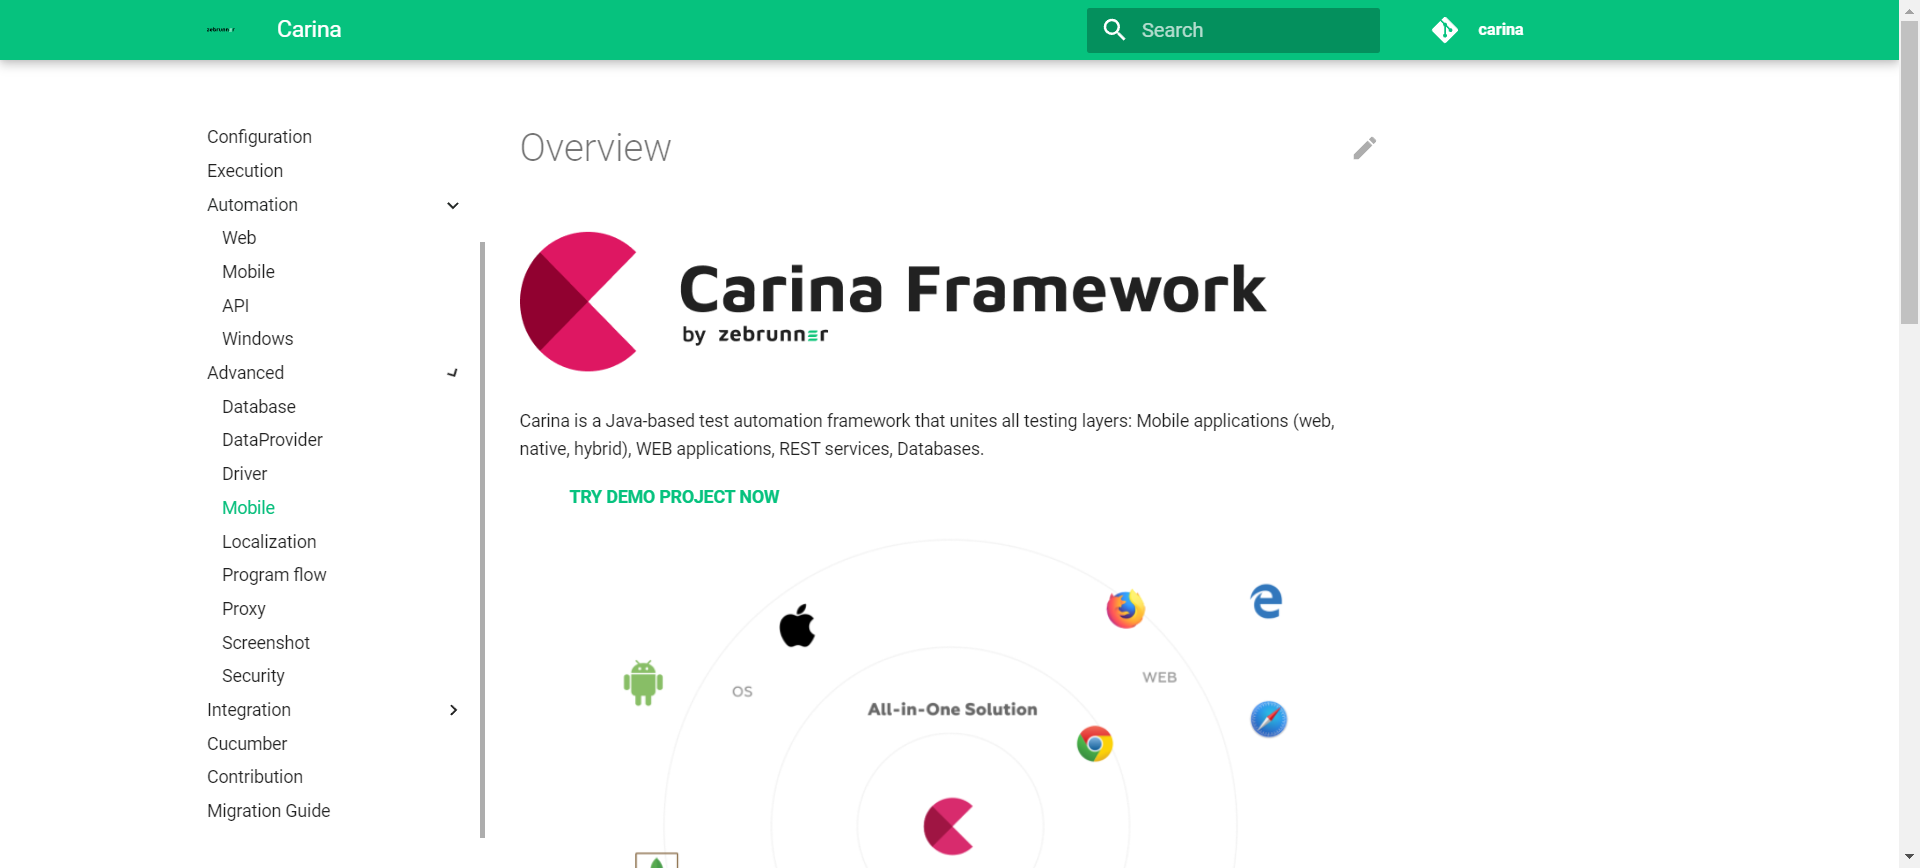 zebrunner
Carina
Search
carina
Configuration
Execution
Automation
Web
Mobile
API
Windows
Advanced
Database
DataProvider
Driver
Mobile
Localization
Program flow
Proxy
Screenshot
Security
Integration
Cucumber
Contribution
Migration Guide
Overview
Carina Framework
by zebrunner
Carina is a Java-based test automation framework that unites all testing layers: Mobile applications (web,
native, hybrid), WEB applications, REST services, Databases.
TRY DEMO PROJECT NOW
OS
WEB
All-in-One Solution